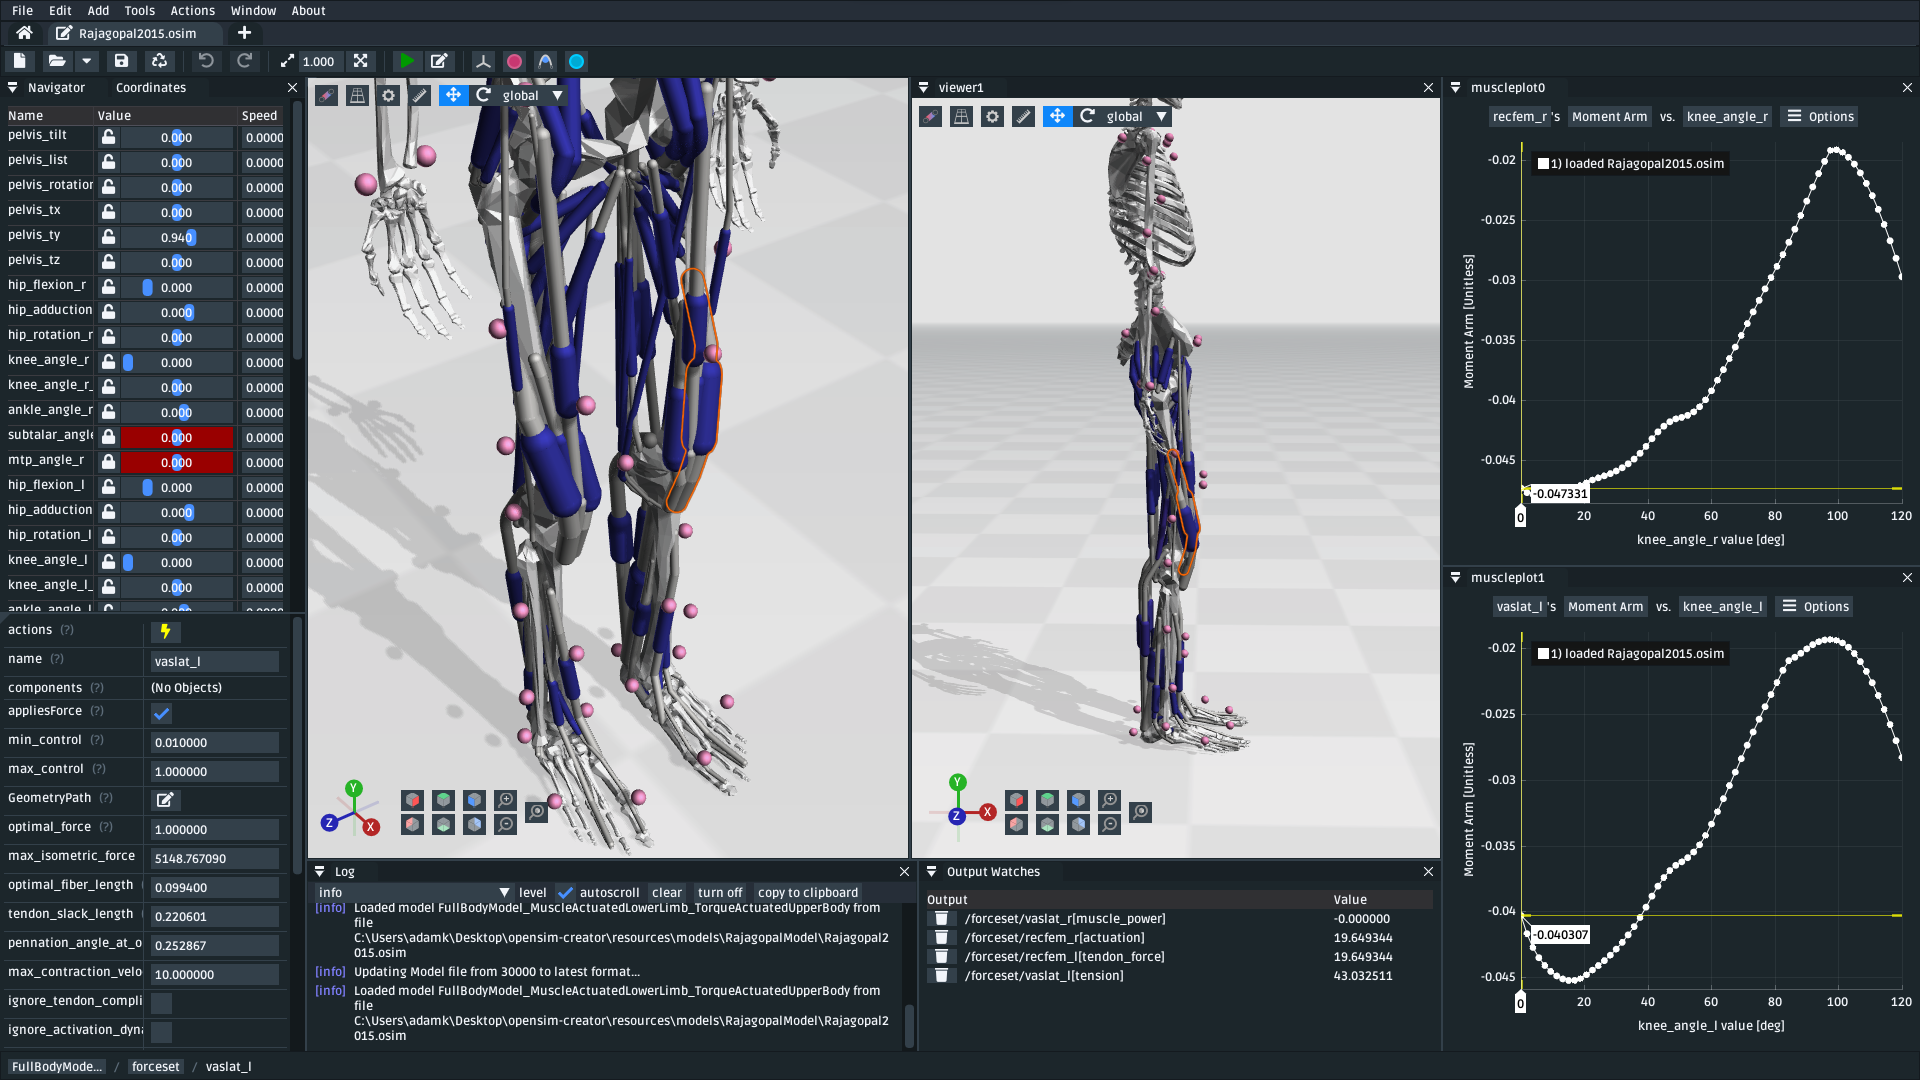 File Edit Add Tools Actions Window About
Rajagopal2015.osim
1.000
Navigator Coordinates
Name Value Speed
pelvis_tilt 0.000 0.0000
pelvis_list 0.000 0.0000
pelvis_rotation 0.000 0.0000
pelvis_tx 0.000 0.0000
pelvis_ty 0.940 0.0000
pelvis_tz 0.000 0.0000
hip_flexion_r 0.000 0.0000
hip_adduction 0.000 0.0000
hip_rotation_r 0.000 0.0000
knee_angle_r 0.000 0.0000
knee_angle_r_ 0.000 0.0000
ankle_angle_r 0.000 0.0000
subtalar_angle 0.000 0.0000
mtp_angle_r 0.000 0.0000
hip_flexion_l 0.000 0.0000
hip_adduction 0.000 0.0000
hip_rotation_l 0.000 0.0000
knee_angle_l 0.000 0.0000
knee_angle_l_ 0.000 0.0000
ankle_angle_l 0.000 0.0000
actions (?)
name (?) vaslat_l
components (?) (No Objects)
appliesForce (?)
min_control (?) 0.010000
max_control (?) 1.000000
GeometryPath (?)
optimal_force (?) 1.000000
max_isometric_force 5148.767090
optimal_fiber_length 0.099400
tendon_slack_length 0.220601
pennation_angle_at_o 0.252867
max_contraction_velo 10.000000
ignore_tendon_compli
ignore_activation_dyn
FullBodyMode... / forceset / vaslat_l
global
Y
Z
X
viewer1
global
Y
Z
X
Log
info level autoscroll clear turn off copy to clipboard
[info] Loaded model FullBodyModel_MuscleActuatedLowerLimb_TorqueActuatedUpperBody from
file
C:\Users\adamk\Desktop\opensim-creator\resources\models\RajagopalModel\Rajagopal2
015.osim
[info] Updating Model file from 30000 to latest format...
[info] Loaded model FullBodyModel_MuscleActuatedLowerLimb_TorqueActuatedUpperBody from
file
C:\Users\adamk\Desktop\opensim-creator\resources\models\RajagopalModel\Rajagopal2
015.osim
Output Watches
Output Value
/forceset/vaslat_r[muscle_power] -0.000000
/forceset/recfem_r[actuation] 19.649344
/forceset/recfem_l[tendon_force] 19.649344
/forceset/vaslat_l[tension] 43.032511
muscleplot0
recfem_r 's Moment Arm vs. knee_angle_r Options
1) loaded Rajagopal2015.osim
Moment Arm [Unitless]
-0.02
-0.025
-0.03
-0.035
-0.04
-0.045
-0.047331
0 20 40 60 80 100 120
knee_angle_r value [deg]
muscleplot1
vaslat_l 's Moment Arm vs. knee_angle_l Options
1) loaded Rajagopal2015.osim
Moment Arm [Unitless]
-0.02
-0.025
-0.03
-0.035
-0.04
-0.040307
-0.045
0 20 40 60 80 100 120
knee_angle_l value [deg]